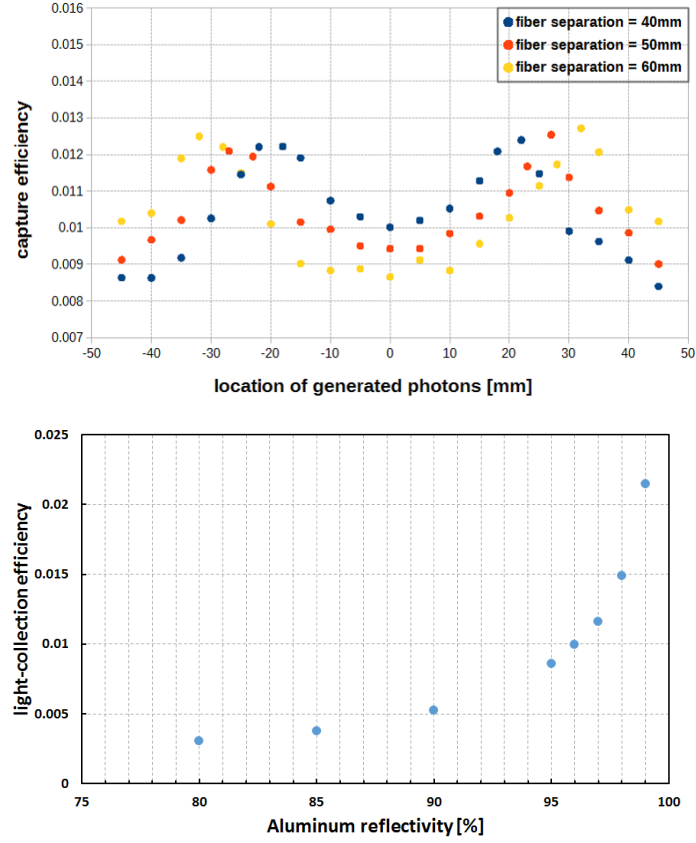 0.016
fiber separation = 40mm
0.015
fiber separation = 50mm
fiber separation = 60mm
0.014
0.013
0.012
0.011
0.01
0.009
0.008
0.007
capture efficiency
-50 -40 -30 -20 -10 0 10 20 30 40 50
location of generated photons [mm]
0.025
0.02
0.015
0.01
0.005
0
light-collection efficiency
75 80 85 90 95 100
Aluminum reflectivity [%]